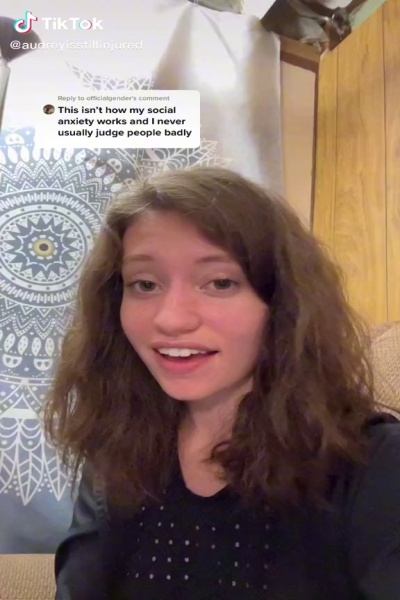 TikTok
@audreyisstillinjured
Reply to officialgender's comment
This isn't how my social
anxiety works and I never
usually judge people badly